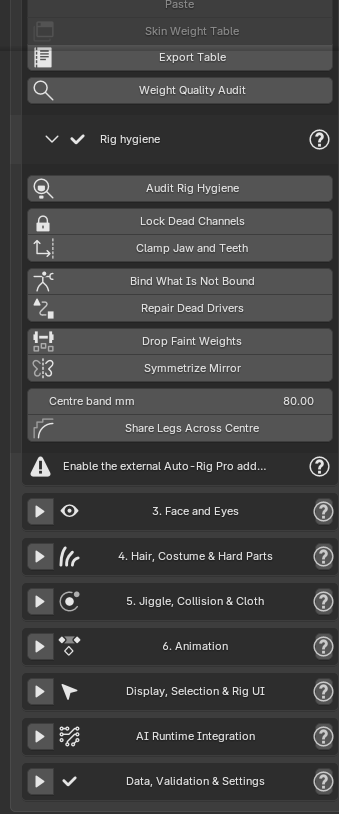 Paste
Skin Weight Table
Export Table
Weight Quality Audit
Rig hygiene
Audit Rig Hygiene
Lock Dead Channels
Clamp Jaw and Teeth
Bind What Is Not Bound
Repair Dead Drivers
Drop Faint Weights
Symmetrize Mirror
Centre band mm 80.00
Share Legs Across Centre
Enable the external Auto-Rig Pro add...
3. Face and Eyes
4. Hair, Costume & Hard Parts
5. Jiggle, Collision & Cloth
6. Animation
Display, Selection & Rig UI
AI Runtime Integration
Data, Validation & Settings